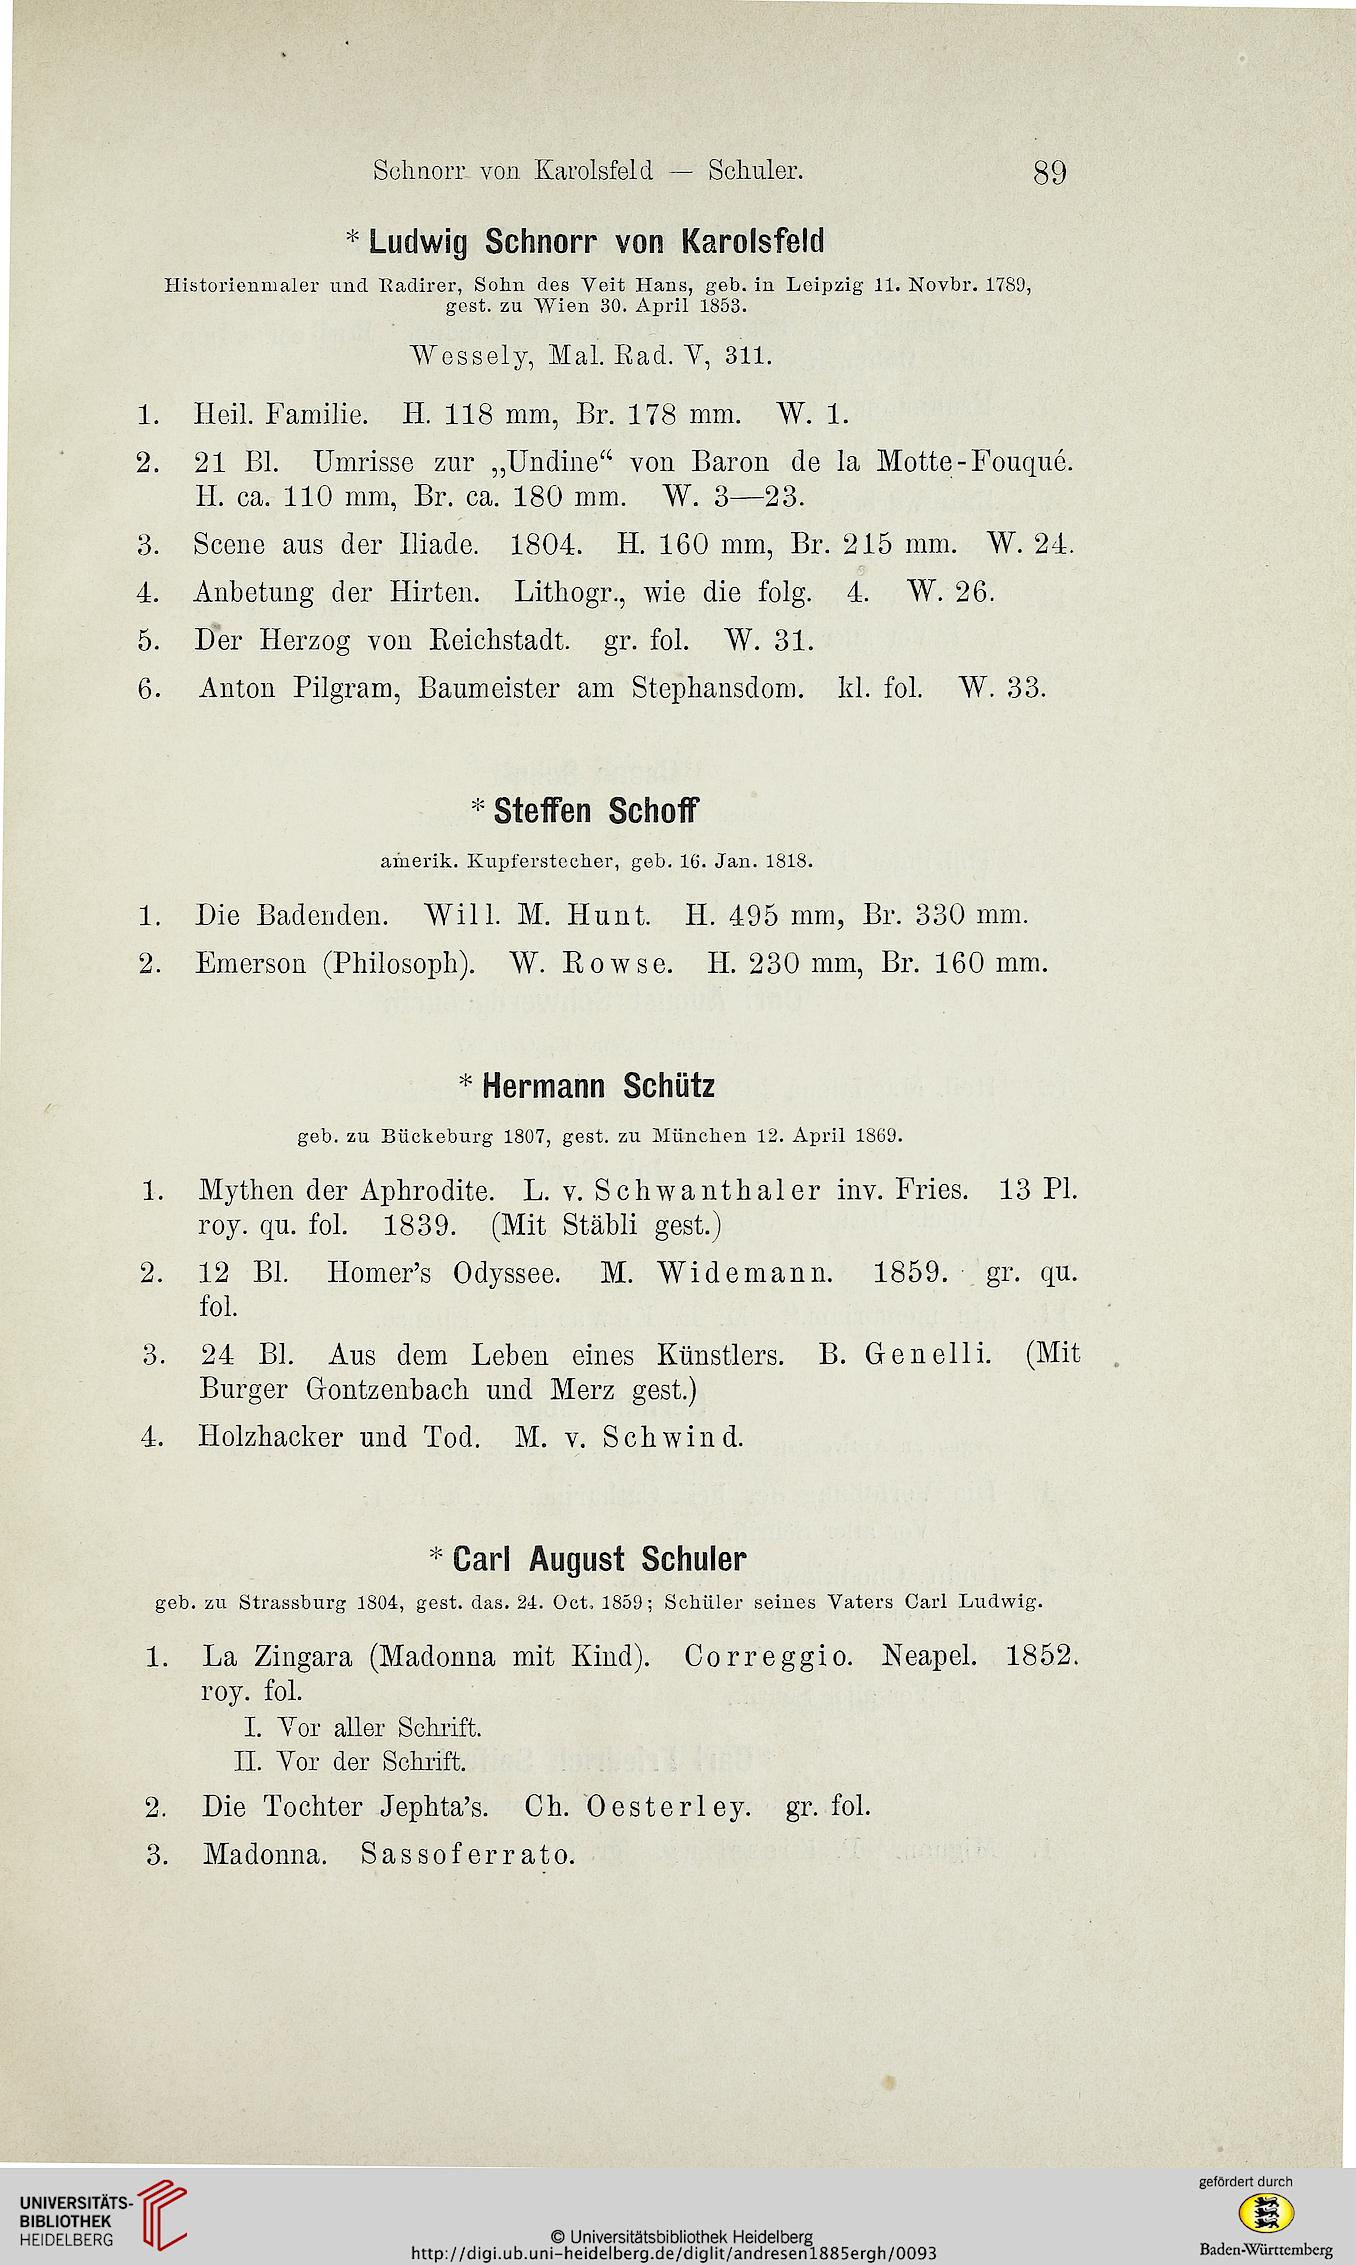 Schnorr von Karolsfeld — Schuler. 89
* Ludwig Schnorr von Karolsfeld
Historienmaler und Radirer, Sohn des Veit Hans, geb. in Leipzig 11. Novbr. 1789,
gest. zu Wien 30. April 1853.
Wessely, Mal. Rad. V, 311.
1. Heil. Familie. H. 118 mm, Br. 178 mm. W. 1.
2. 21 Bl. Umrisse zur „Undine“ von Baron de la Motte-Fouqué.
H. ca. 110 mm, Br. ca. 180 mm. W. 3—23.
3. Scene aus der Iliade. 1804. H. 160 mm, Br. 215 mm. W. 24.
4. Anbetung der Hirten. Lithogr., wie die folg. 4. W. 26.
5. Der Herzog von Reichstadt. gr. fol. W. 31.
6. Anton Pilgram, Baumeister am Stephansdom. kl. fol. W. 33.
* Steffen Schoff
amerik. Kupferstecher, geb. 16. Jan. 1818.
1. Die Badenden. Will. M. Hunt. H. 495 mm, Br. 330 mm.
2. Emerson (Philosoph). W. Rowse. H. 230 mm, Br. 160 mm.
* Hermann Schütz
geb. zu Bückeburg 1807, gest. zu München 12. April 1869.
1. Mythen der Aphrodite. L. v. Schwanthaler inv. Fries. 13 Pl.
roy. qu. fol. 1839. (Mit Stäbli gest.)
2. 12 Bl. Homer’s Odyssee. M. Widemann. 1859. gr. qu.
fol.
3. 24 Bl. Aus dem Leben eines Künstlers. B. Genelli. (Mit
Burger Gontzenbach und Merz gest.)
4. Holzhacker und Tod. M. v. Schwind.
* Carl August Schuler
geb. zu Strassburg 1804, gest. das. 24. Oct. 1859; Schüler seines Vaters Carl Ludwig.
1. La Zingara (Madonna mit Kind). Correggio. Neapel. 1852.
roy. fol.
I. Vor aller Schrift.
II. Vor der Schrift.
2. Die Tochter Jephta’s. Ch. Oesterley. gr. fol.
3. Madonna. Sassoferrato.
UNIVERSITÄTS-
BIBLIOTHEK
HEIDELBERG
© Universitätsbibliothek Heidelberg
http://digi.ub.uni-heidelberg.de/diglit/andresen1885ergh/0093
gefördert durch
Baden-Württemberg